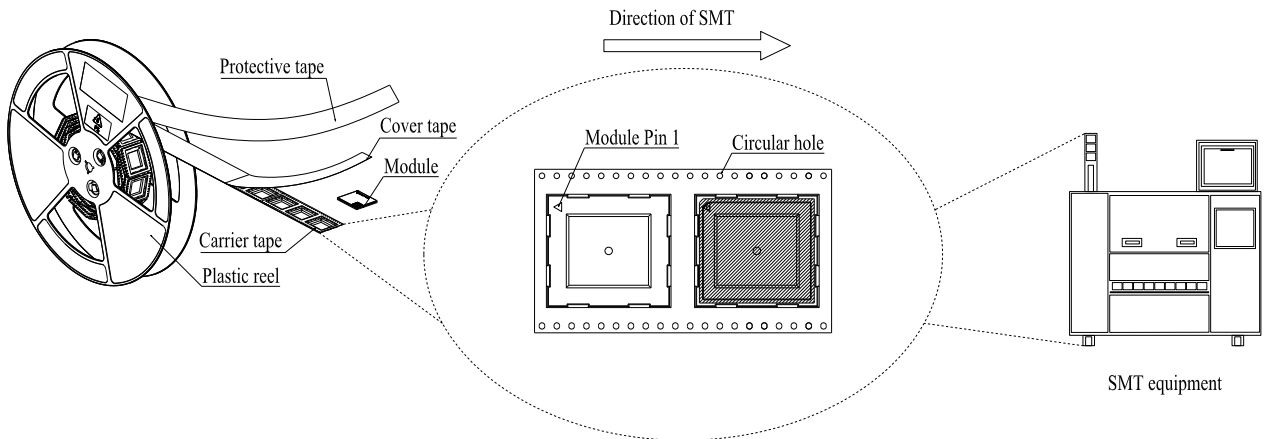 Direction of SMT
Protective tape
Cover tape
Module
Module Pin 1
Circular hole
Carrier tape
Plastic reel
SMT equipment